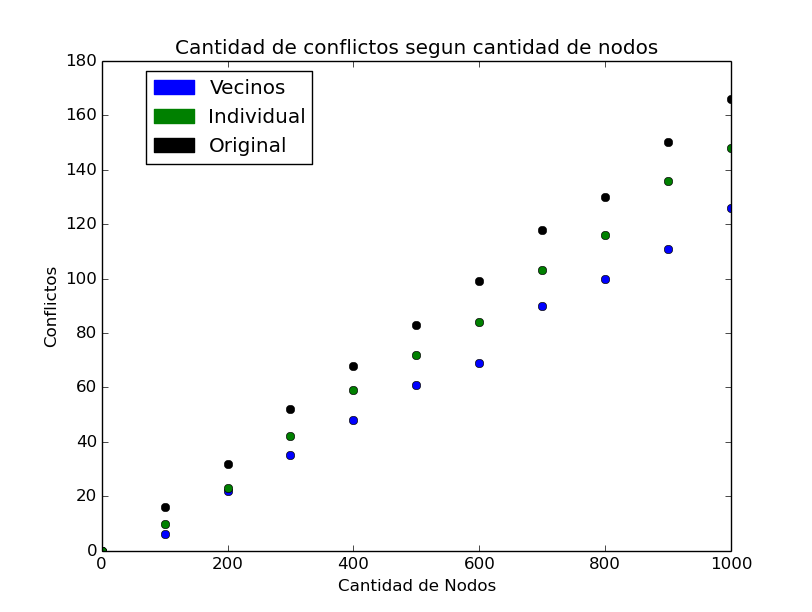 Cantidad de conflictos segun cantidad de nodos
180
160
140
120
100
80
60
40
20
0
Conflictos
Vecinos
Individual
Original
0 200 400 600 800 1000
Cantidad de Nodos